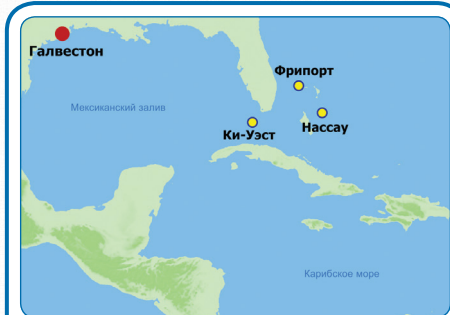 Галвестон
Фрипорт
Мексиканский залив
Нассау
Ки-Уэст
Карибское море